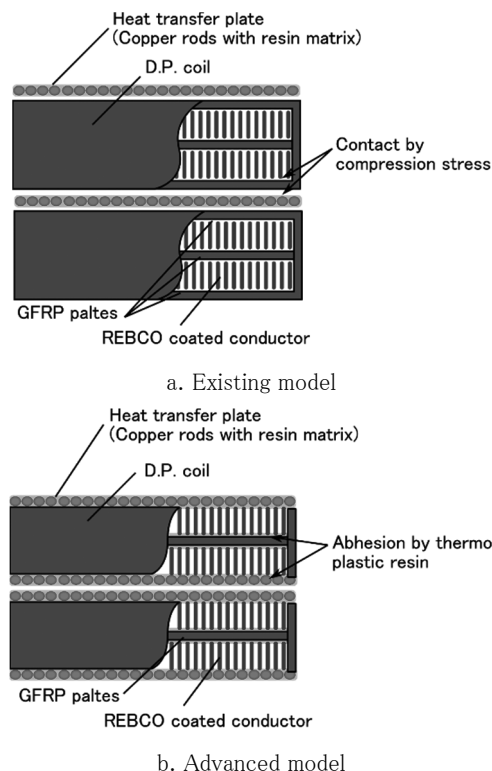 Heat transfer plate
(Copper rods with resin matrix)
D.P. coil
Contact by
compression stress
GFRP paltes
REBCO coated conductor
a. Existing model
Heat transfer plate
(Copper rods with resin matrix)
D.P. coil
Abhesion by thermo
plastic resin
GFRP paltes
REBCO coated conductor
b. Advanced model